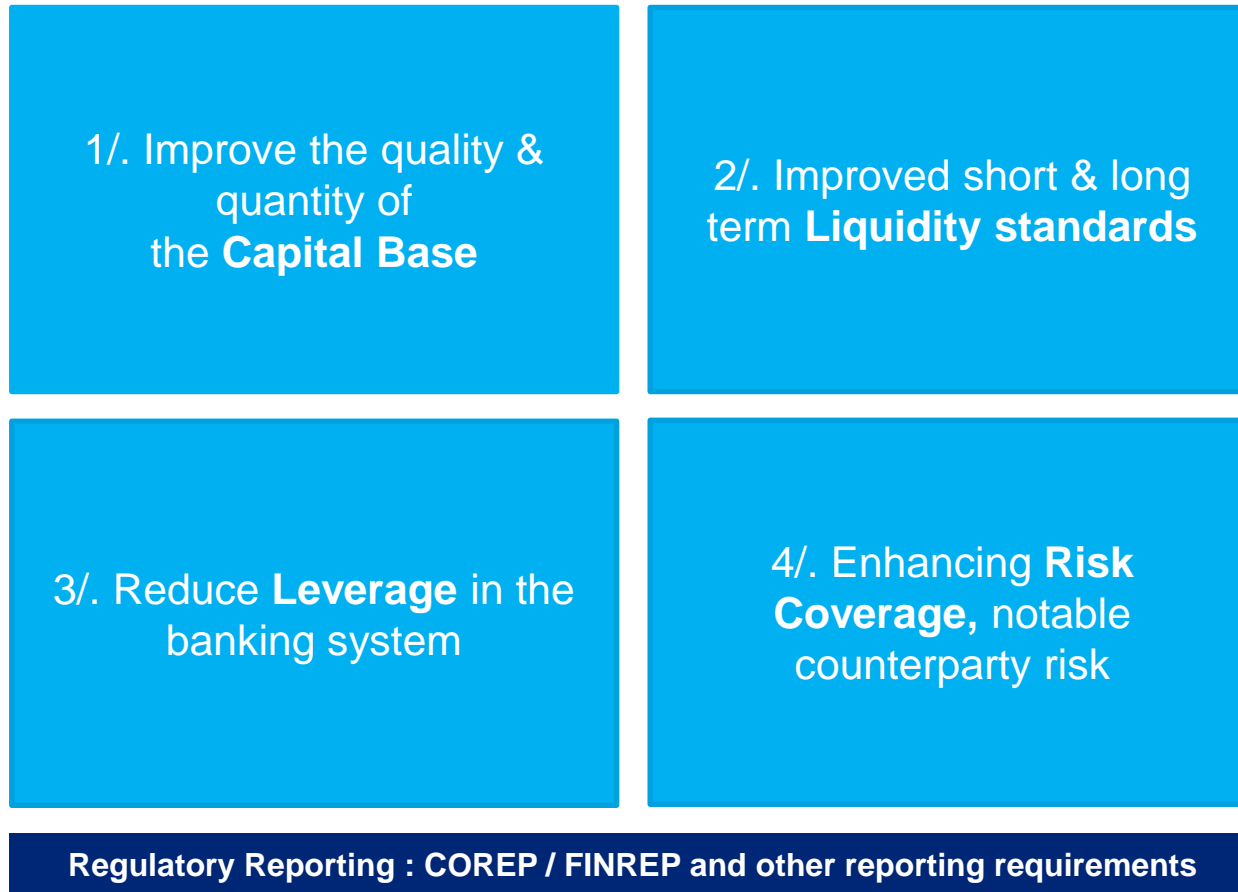 1/. Improve the quality &
quantity of
the Capital Base
2/. Improved short & long
term Liquidity standards
3/. Reduce Leverage in the
banking system
4/. Enhancing Risk
Coverage, notable
counterparty risk
Regulatory Reporting : COREP / FINREP and other reporting requirements